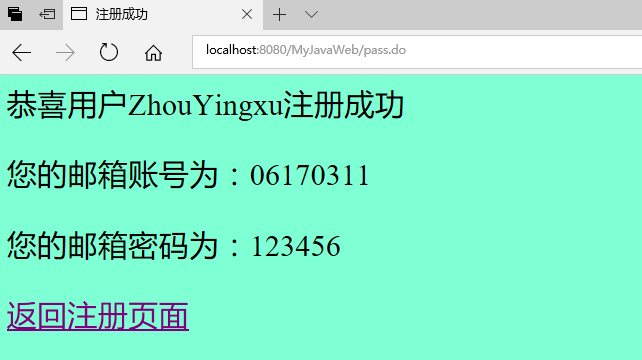 注册成功
localhost:8080/MyJavaWeb/pass.do
恭喜用户ZhouYingxu注册成功
您的邮箱账号为：06170311
您的邮箱密码为：123456
返回注册页面